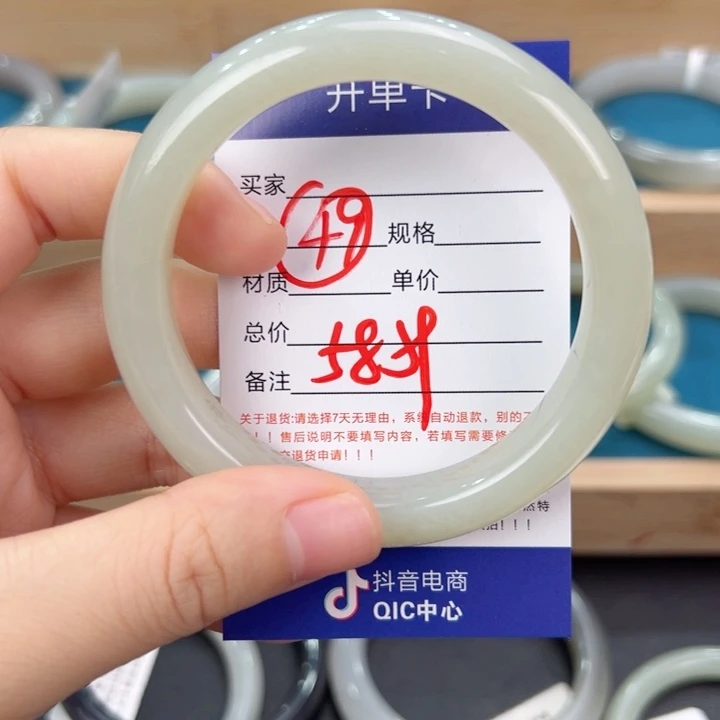 开单卡
买家
49 规格
材质 单价
总价
备注 58
关于退货:请选择7天无理由，系统自动退款，别的不
！！售后说明不要填写内容，若填写需要修
交退货申请！！！
抖音电商
QIC中心